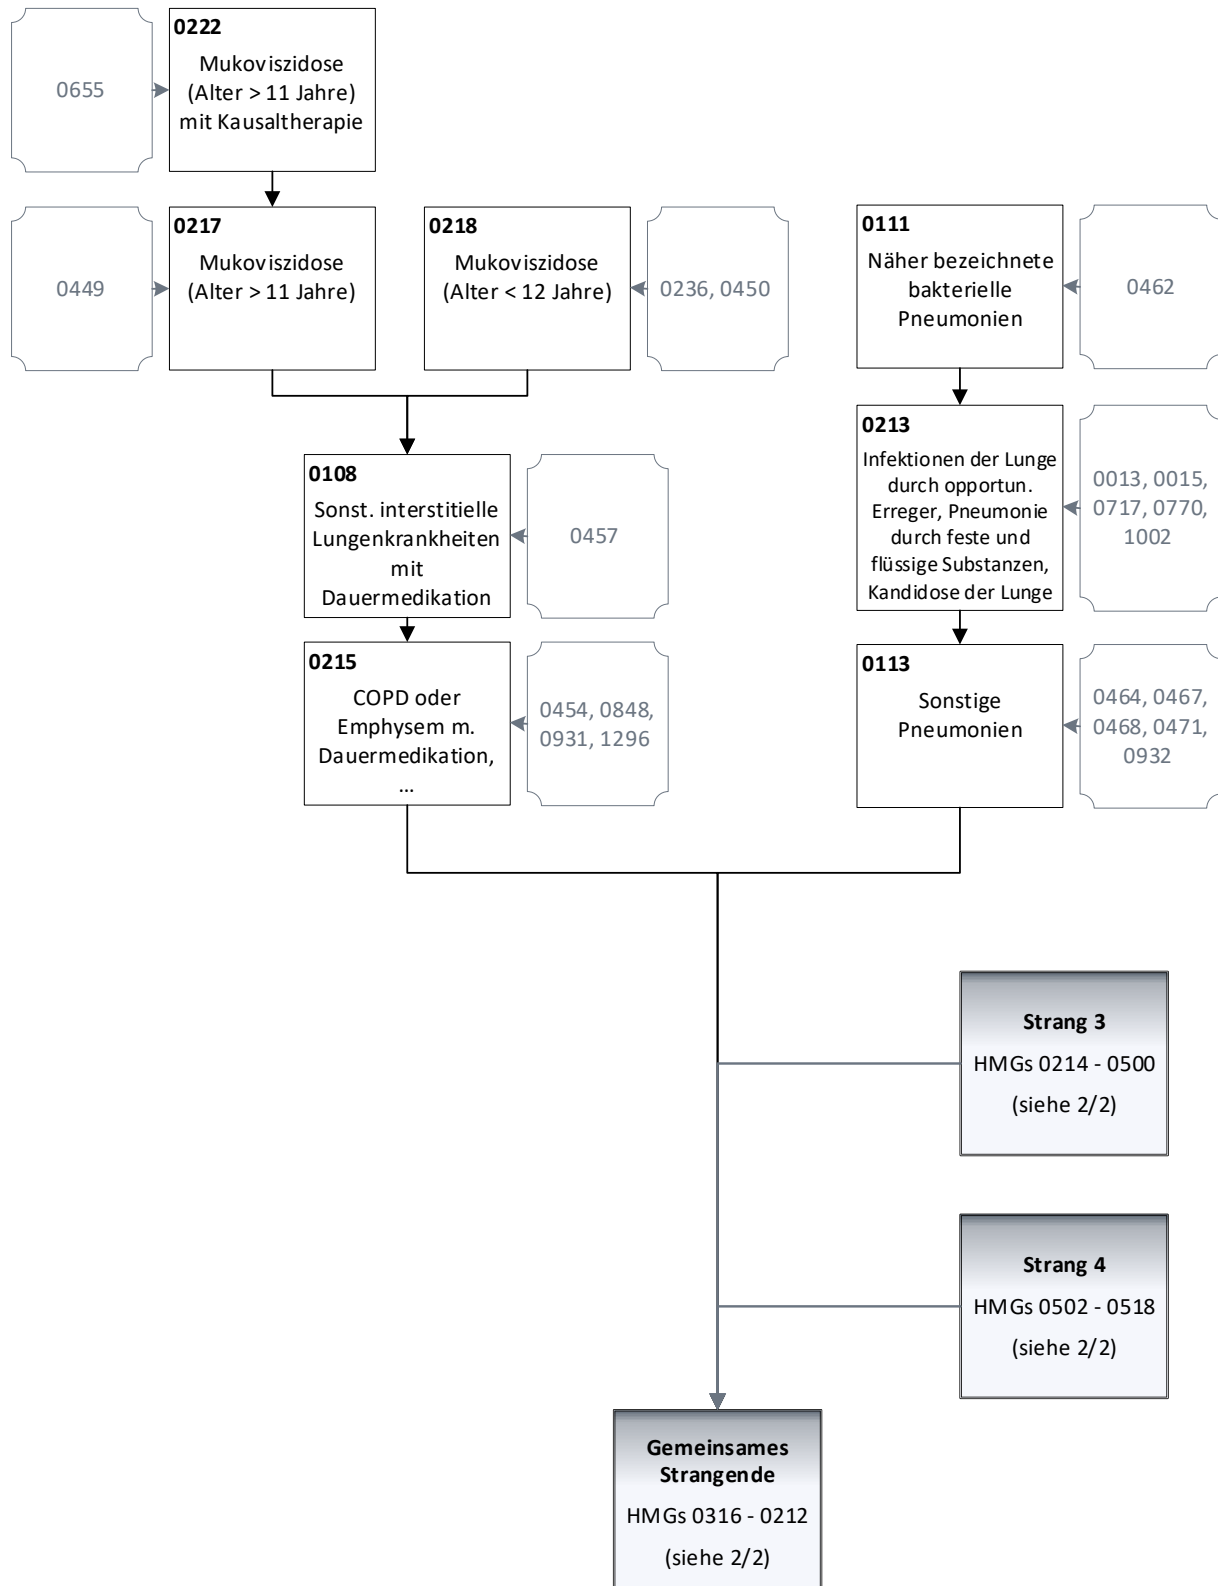 0655
0222
Mukoviszidose
(Alter > 11 Jahre)
mit Kausaltherapie
0449
0217
Mukoviszidose
(Alter > 11 Jahre)
0218
Mukoviszidose
(Alter < 12 Jahre)
0236, 0450
0111
Näher bezeichnete
bakterielle
Pneumonien
0462
0108
Sonst. interstitielle
Lungenkrankheiten
mit
Dauermedikation
0457
0213
Infektionen der Lunge
durch opportun.
Erreger, Pneumonie
durch feste und
flüssige Substanzen,
Kandidose der Lunge
0013, 0015,
0717, 0770,
1002
0215
COPD oder
Emphysem m.
Dauermedikation,
...
0454, 0848,
0931, 1296
0113
Sonstige
Pneumonien
0464, 0467,
0468, 0471,
0932
Strang 3
HMGs 0214 - 0500
(siehe 2/2)
Strang 4
HMGs 0502 - 0518
(siehe 2/2)
Gemeinsames
Strangende
HMGs 0316 - 0212
(siehe 2/2)